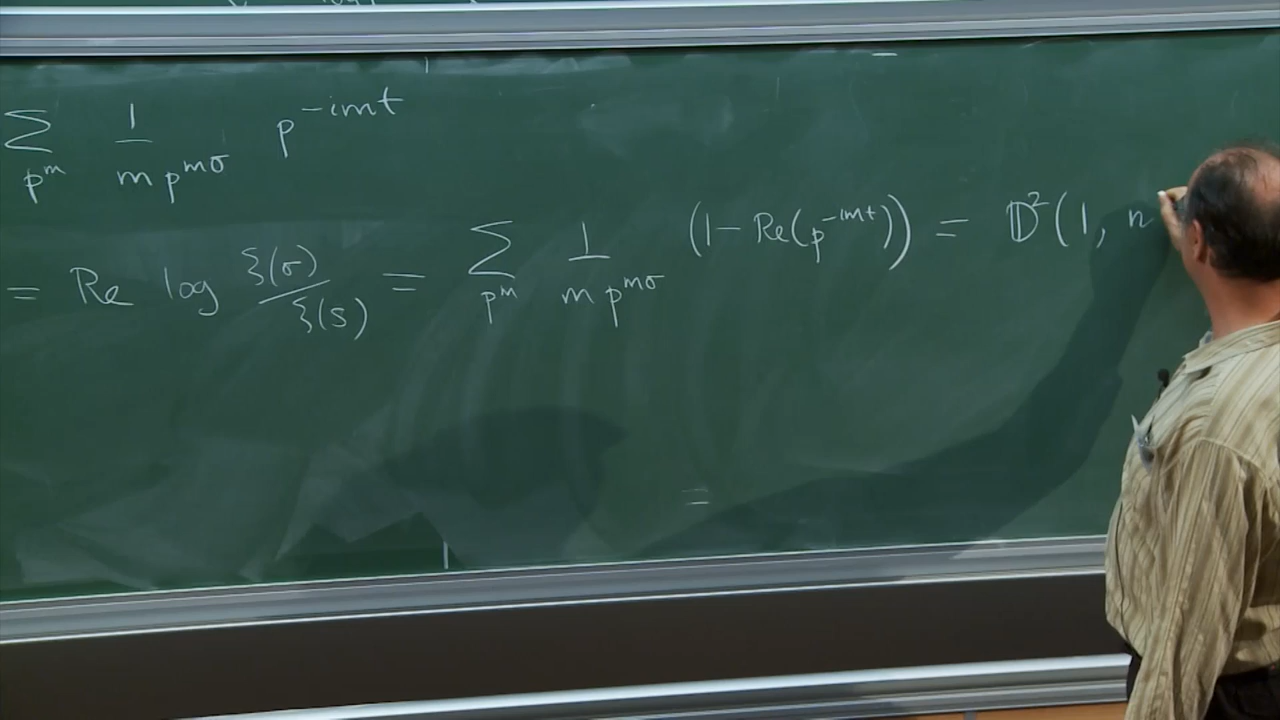 ∑_{p^m} 1/(m p^{mσ}) p^{-imt}
= Re log ξ(σ)/ξ(s) = ∑_{p^m} 1/(m p^{mσ}) (1 - Re(p^{-imt})) = 𝔻²(1, n
=